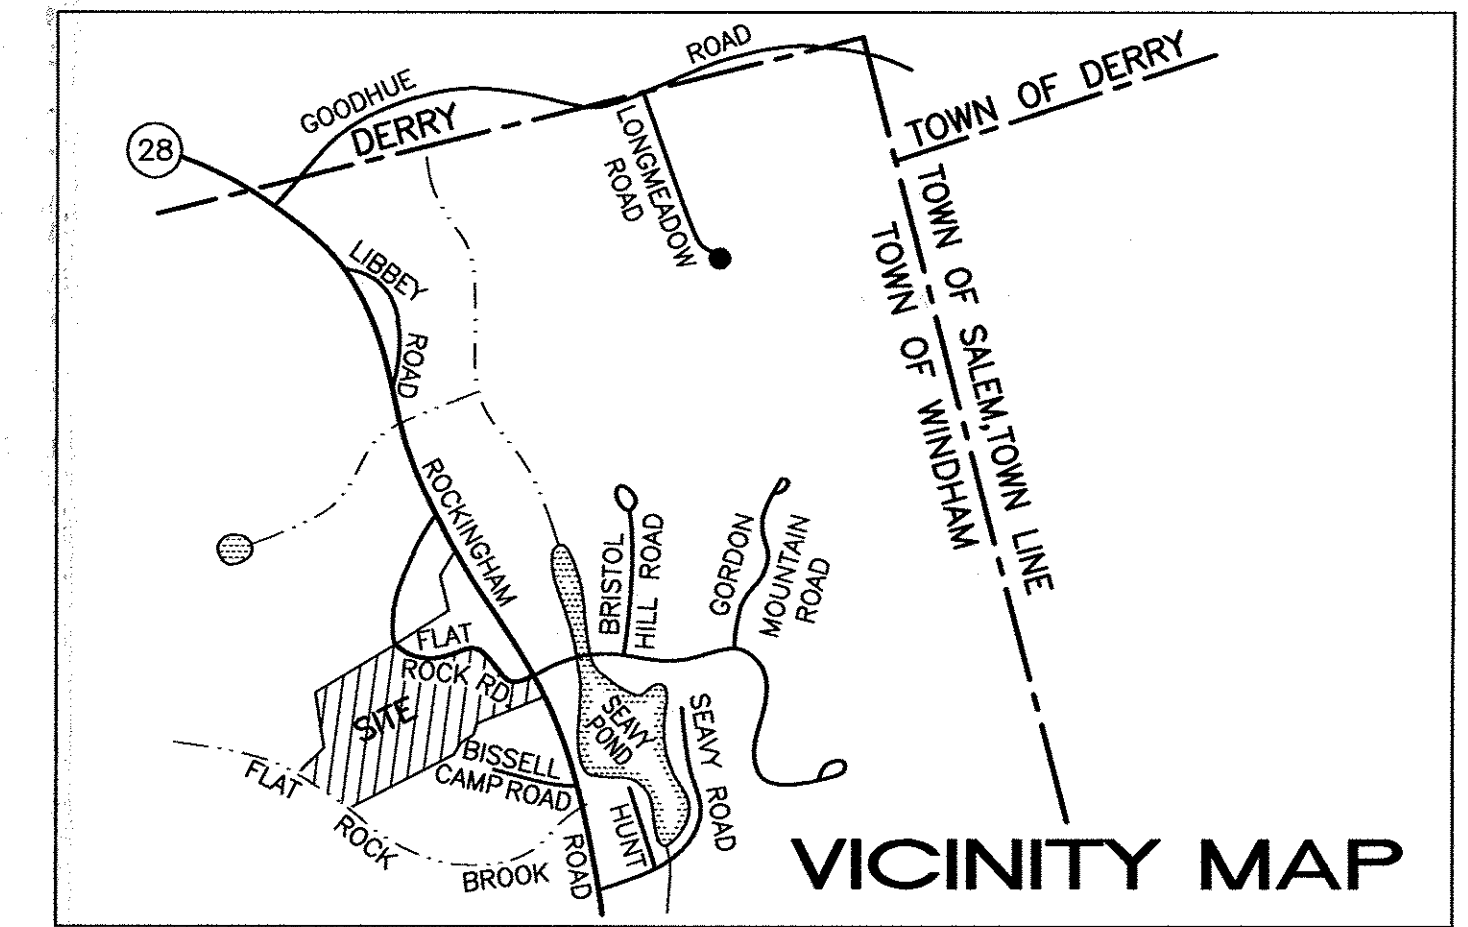 GOODHUE
ROAD
DERRY
28
TOWN OF DERRY
LONGMEADOW
ROAD
TOWN OF SALEM, TOWN LINE
TOWN OF WINDHAM
LIBBEY
ROAD
ROCKINGHAM
BRISTOL
HILL ROAD
GORDON
MOUNTAIN
ROAD
FLAT
ROCK RD.
SITE
SEAVY
POND
SEAVY ROAD
BISSELL
CAMP ROAD
FLAT
ROCK
BROOK
HUNT
ROAD
VICINITY MAP